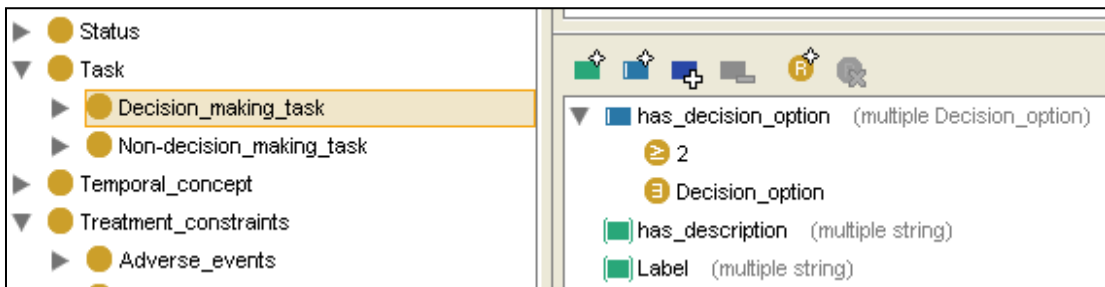 Status
Task
Decision_making_task
Non-decision_making_task
Temporal_concept
Treatment_constraints
Adverse_events
R
has_decision_option (multiple Decision_option)
≥ 2
∃ Decision_option
has_description (multiple string)
Label (multiple string)